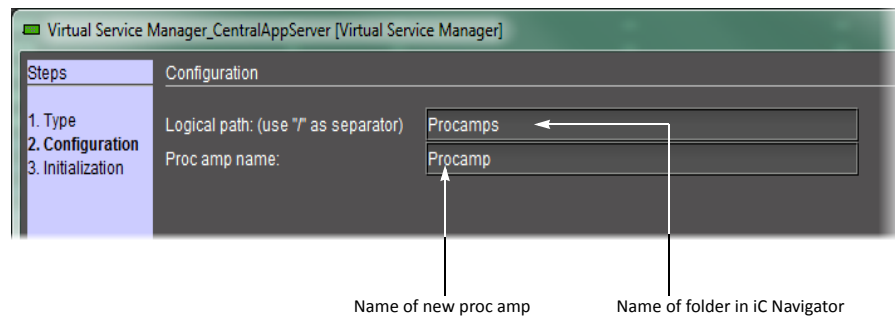 Virtual Service Manager_CentralAppServer [Virtual Service Manager]
Steps
Configuration
1. Type
2. Configuration
3. Initialization
Logical path: (use "/" as separator)
Procamps
Proc amp name:
Procamp
Name of new proc amp
Name of folder in iC Navigator